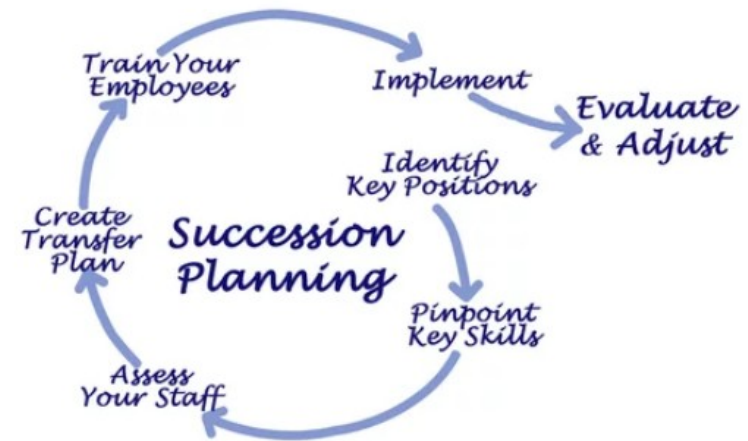 Train Your
Employees
Implement
Evaluate
& Adjust
Identify
Key Positions
Create
Transfer
Plan
Succession
Planning
Pinpoint
Key Skills
Assess
Your Staff